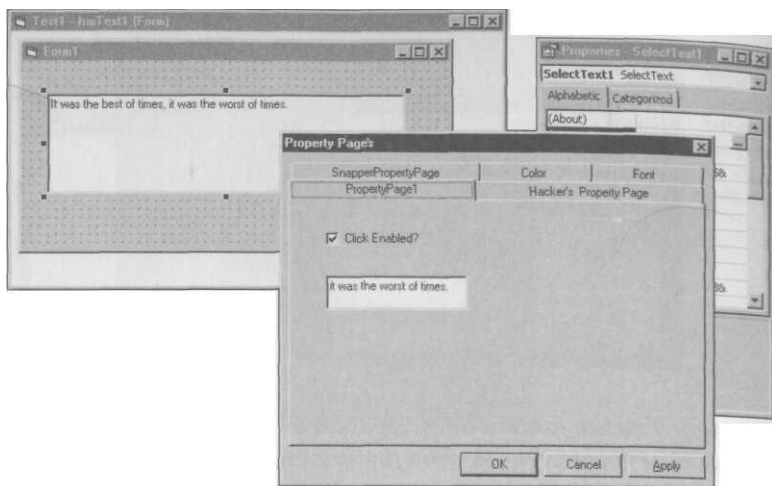 Text1 - frmText1 (Form)
Form1
It was the best of times, it was the worst of times.
Properties - SelectText1
SelectText1 SelectText
Alphabetic
Categorized
(About)
...
Property Page's
SnapperPropertyPage
Color
Font
PropertyPage1
Hacker's Property Page
Click Enabled?
it was the worst of times.
OK
Cancel
Apply